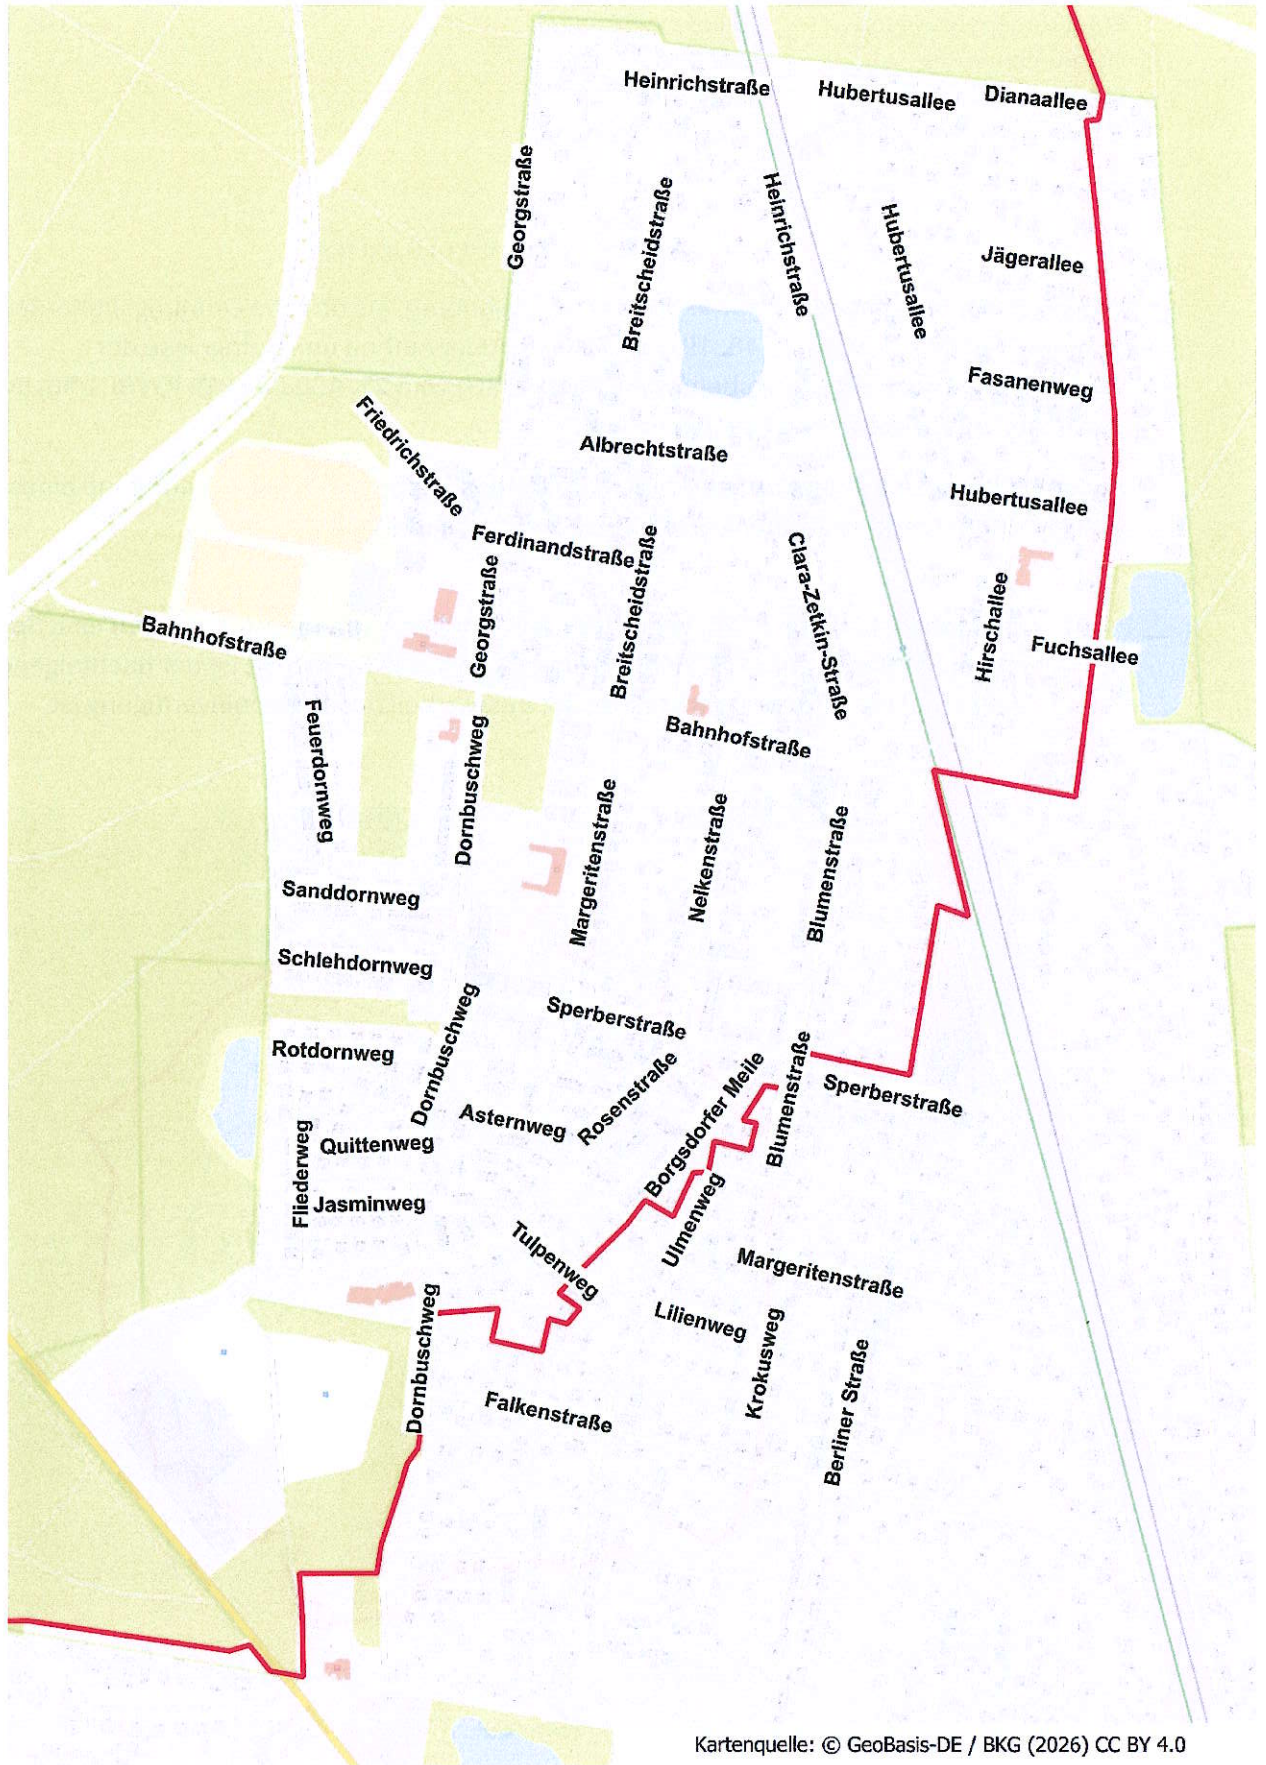 Heinrichstraße
Hubertusallee
Dianaallee
Georgstraße
Breitscheidstraße
Heinrichstraße
Hubertusallee
Jägerallee
Fasanenweg
Friedrichstraße
Albrechtstraße
Hubertusallee
Ferdinandstraße
Georgstraße
Breitscheidstraße
Clara-Zetkin-Straße
Hirschallee
Fuchsallee
Bahnhofstraße
Feuerdornweg
Dornbuschweg
Bahnhofstraße
Margeritenstraße
Nelkenstraße
Blumenstraße
Sanddornweg
Schlehdornweg
Dornbuschweg
Sperberstraße
Rotdornweg
Asternweg
Rosenstraße
Borgsdorfer Meile
Blumenstraße
Sperberstraße
Fliederweg
Quittenweg
Jasminweg
Tulpenweg
Ulmenweg
Margeritenstraße
Dornbuschweg
Lilienweg
Krokusweg
Berliner Straße
Falkenstraße
Kartenquelle: © GeoBasis-DE / BKG (2026) CC BY 4.0